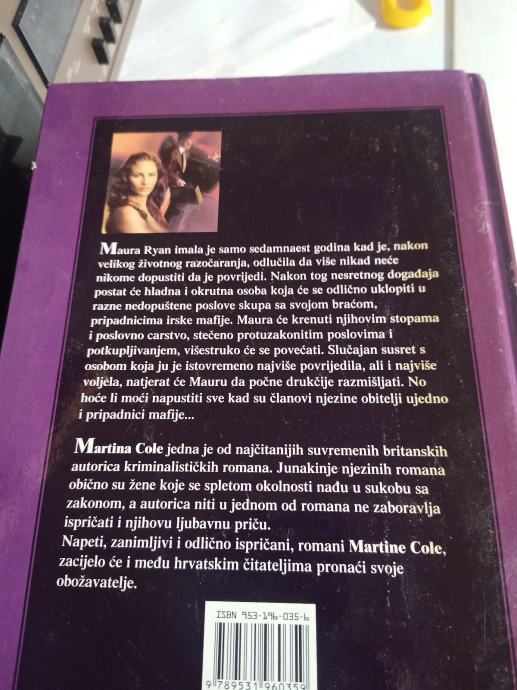 Maura Ryan imala je samo sedamnaest godina kad je, nakon
velikog životnog razočaranja, odlučila da više nikad neće
nikome dopustiti da je povrijedi. Nakon tog nesretnog događaja
postat će hladna i okrutna osoba koja će se odlično uklopiti u
razne nedopuštene poslove skupa sa svojom braćom,
pripadnicima irske mafije. Maura će krenuti njihovim stopama
i poslovno carstvo, stečeno protuzakonitim poslovima i
potkupljivanjem, višestruko će se povećati. Slučajan susret s
osobom koja ju je istovremeno najviše povrijedila, ali i najviše
voljela, natjerat će Mauru da počne drukčije razmišljati. No
hoće li moći napustiti sve kad su članovi njezine obitelji ujedno
i pripadnici mafije...
Martina Cole jedna je od najčitanijih suvremenih britanskih
autorica kriminalističkih romana. Junakinje njezinih romana
obično su žene koje se spletom okolnosti nađu u sukobu sa
zakonom, a autorica niti u jednom od romana ne zaboravlja
ispričati i njihovu ljubavnu priču.
Napeti, zanimljivi i odlično ispričani, romani Martine Cole,
zacijelo će i među hrvatskim čitateljima pronaći svoje
obožavatelje.
ISBN 953-196-035-6
9 789531 960359